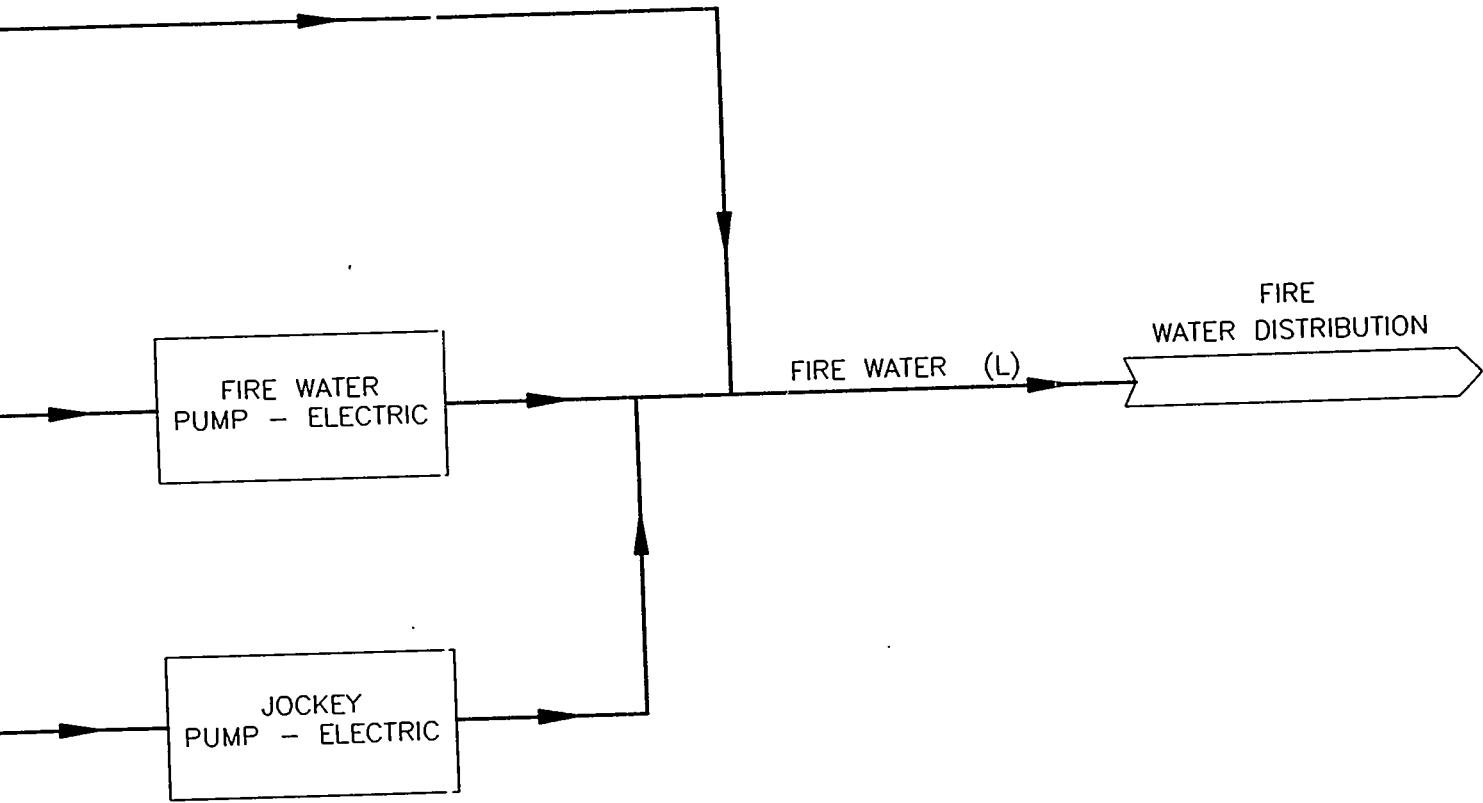 FIRE
WATER DISTRIBUTION
FIRE WATER (L)
FIRE WATER
PUMP – ELECTRIC
JOCKEY
PUMP – ELECTRIC